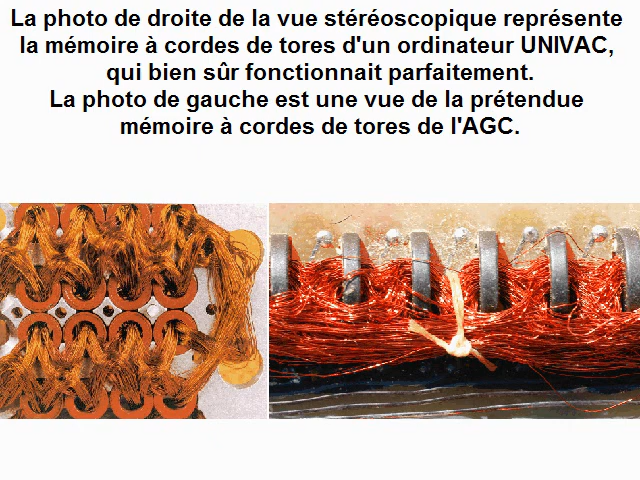 La photo de droite de la vue stéréoscopique représente
la mémoire à cordes de tores d'un ordinateur UNIVAC,
qui bien sûr fonctionnait parfaitement.
La photo de gauche est une vue de la prétendue
mémoire à cordes de tores de l'AGC.